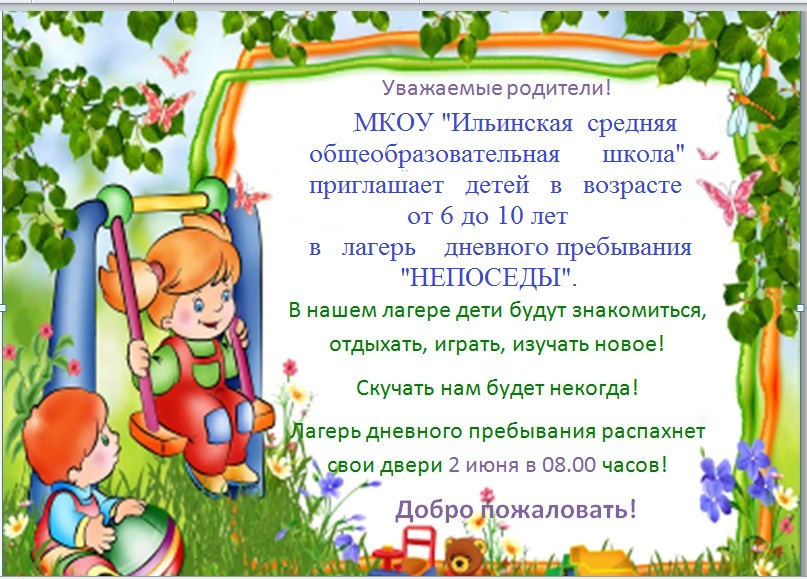 Уважаемые родители!
МКОУ "Ильинская средняя
общеобразовательная школа"
приглашает детей в возрасте
от 6 до 10 лет
в лагерь дневного пребывания
"НЕПОСЕДЫ".
В нашем лагере дети будут знакомиться,
отдыхать, играть, изучать новое!
Скучать нам будет некогда!
Лагерь дневного пребывания распахнет
свои двери 2 июня в 08.00 часов!
Добро пожаловать!